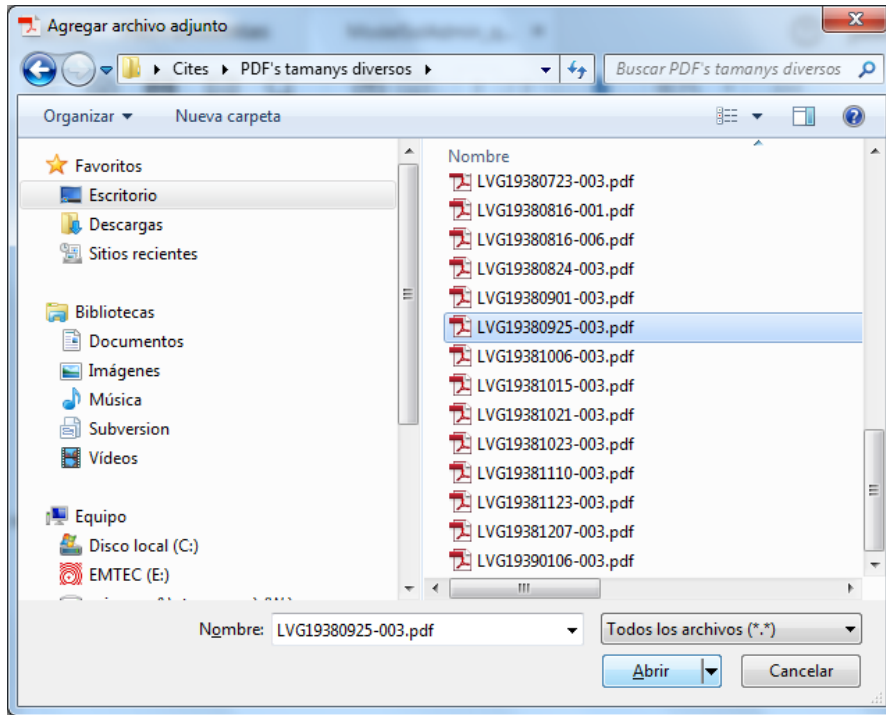 Agregar archivo adjunto
Cites PDF's tamanys diversos
Buscar PDF's tamanys diversos
Organizar
Nueva carpeta
Favoritos
Escritorio
Descargas
Sitios recientes
Bibliotecas
Documentos
Imágenes
Música
Subversion
Vídeos
Equipo
Disco local (C:)
EMTEC (E:)
Nombre
LVG19380723-003.pdf
LVG19380816-001.pdf
LVG19380816-006.pdf
LVG19380824-003.pdf
LVG19380901-003.pdf
LVG19380925-003.pdf
LVG19381006-003.pdf
LVG19381015-003.pdf
LVG19381021-003.pdf
LVG19381023-003.pdf
LVG19381110-003.pdf
LVG19381123-003.pdf
LVG19381207-003.pdf
LVG19390106-003.pdf
Nombre: LVG19380925-003.pdf
Todos los archivos (*.*)
Abrir
Cancelar